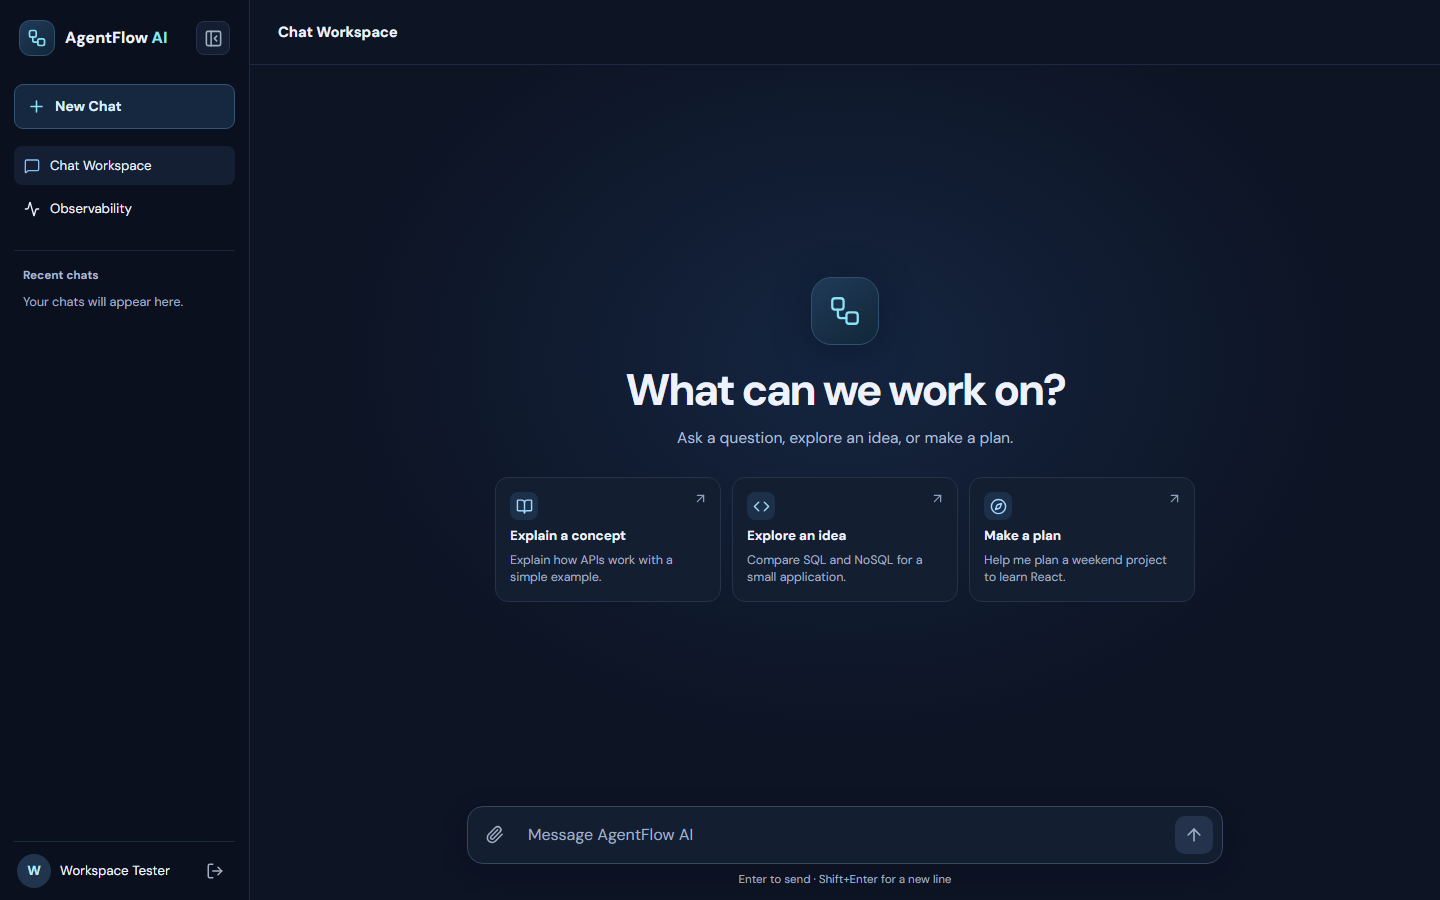 AgentFlow AI
New Chat
Chat Workspace
Observability
Recent chats
Your chats will appear here.
W
Workspace Tester
Chat Workspace
What can we work on?
Ask a question, explore an idea, or make a plan.
Explain a concept
Explain how APIs work with a
simple example.
Explore an idea
Compare SQL and NoSQL for a
small application.
Make a plan
Help me plan a weekend project
to learn React.
Message AgentFlow AI
Enter to send · Shift+Enter for a new line